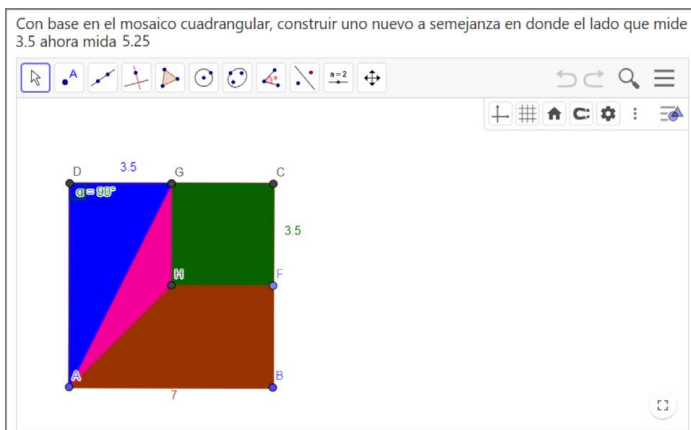 Con base en el mosaico cuadrangular, construir uno nuevo a semejanza en donde el lado que mide
3.5 ahora mida 5.25
A
a=2
D 3.5 G C
α = 90°
3.5
H F
A B
7